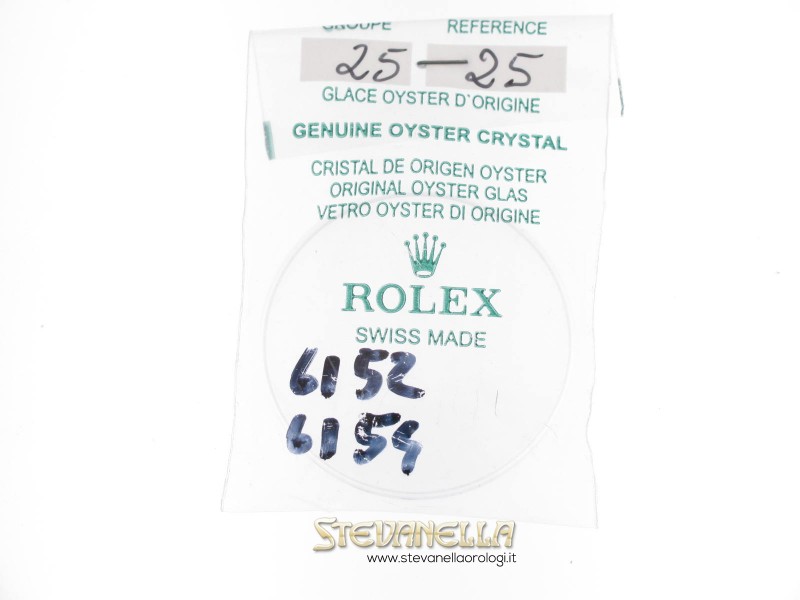 GROUPE REFERENCE
25-25
GLACE OYSTER D'ORIGINE
GENUINE OYSTER CRYSTAL
CRISTAL DE ORIGEN OYSTER
ORIGINAL OYSTER GLAS
VETRO OYSTER DI ORIGINE
ROLEX
SWISS MADE
6152
6154
STEVANELLA
www.stevanellaorologi.it